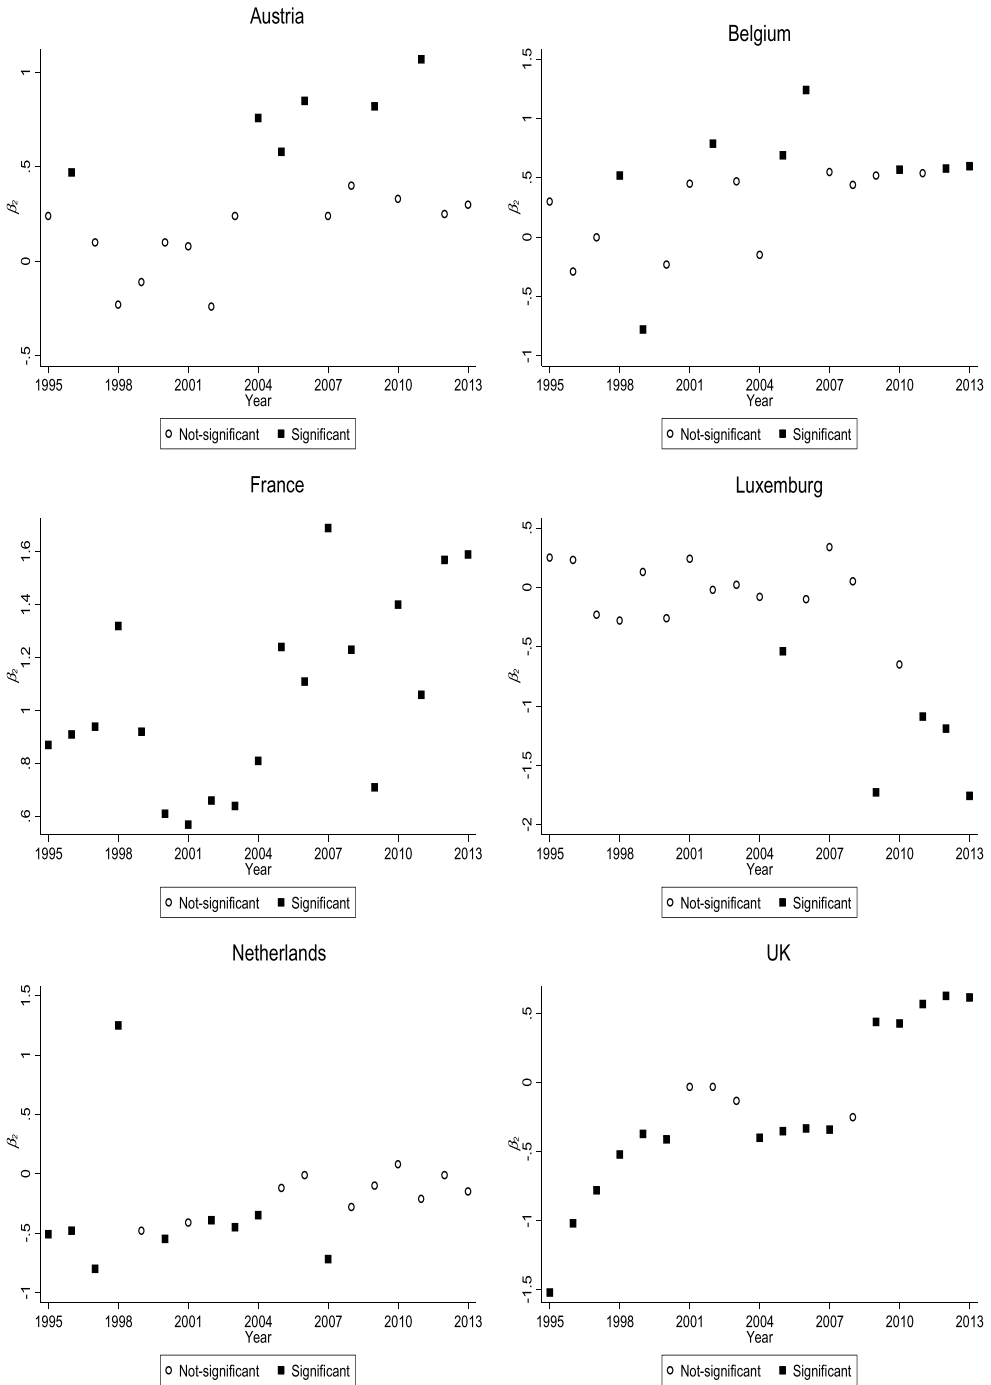 Austria
1
.5
0
-.5
β₂
1995 1998 2001 2004 2007 2010 2013
Year
Not-significant Significant
Belgium
1.5
1
.5
0
-.5
-1
β₂
1995 1998 2001 2004 2007 2010 2013
Year
Not-significant Significant
France
1.6
1.4
1.2
1
.8
.6
β₂
1995 1998 2001 2004 2007 2010 2013
Year
Not-significant Significant
Luxemburg
.5
0
-.5
-1
-1.5
-2
β₂
1995 1998 2001 2004 2007 2010 2013
Year
Not-significant Significant
Netherlands
1.5
1
.5
0
-.5
-1
β₂
1995 1998 2001 2004 2007 2010 2013
Year
Not-significant Significant
UK
.5
0
-.5
-1
-1.5
β₂
1995 1998 2001 2004 2007 2010 2013
Year
Not-significant Significant